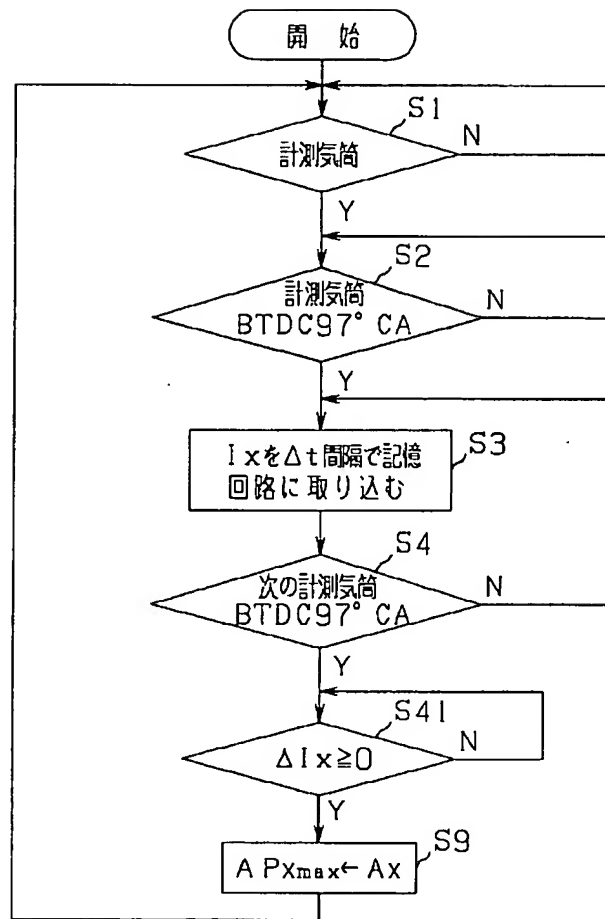 開 始
S1
計測気筒
N
Y
S2
計測気筒
BTDC97°CA
N
Y
S3
IxをΔt間隔で記憶
回路に取り込む
S4
次の計測気筒
BTDC97°CA
N
Y
S41
ΔIx≧0
N
Y
S9
APxmax←Ax